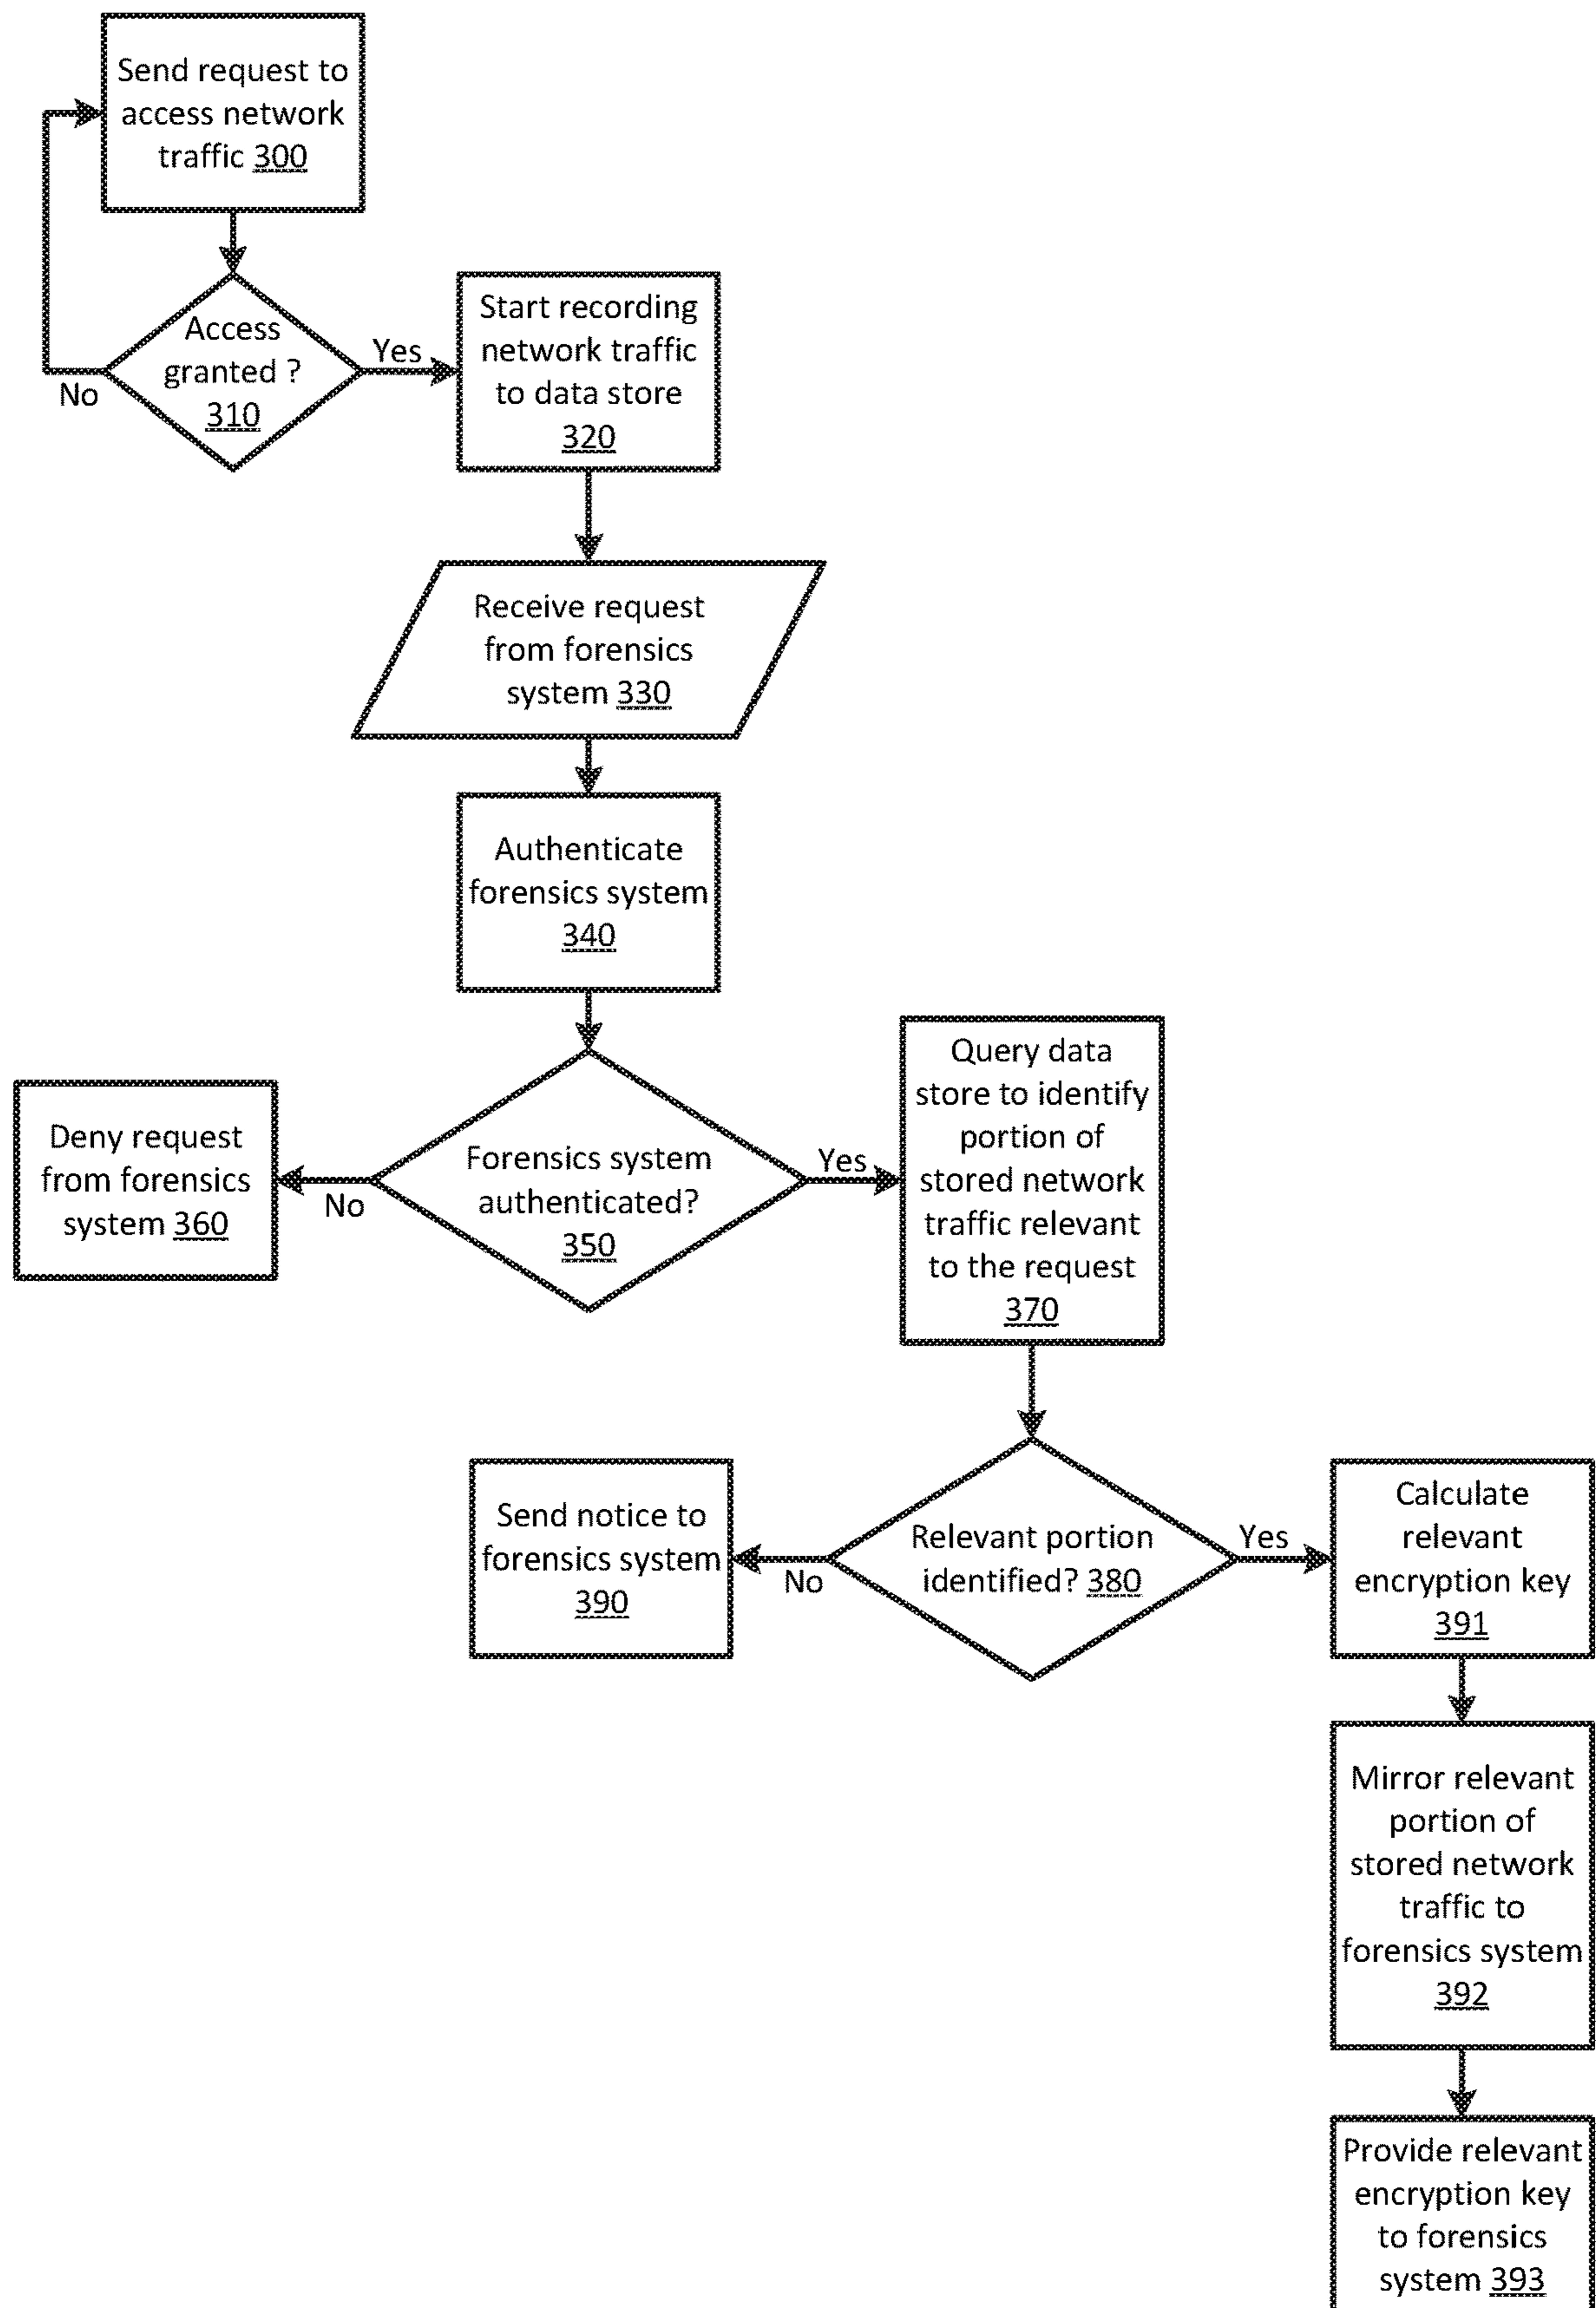 Send request to
access network
traffic 300
Access
granted ?
310
Yes
No
Start recording
network traffic
to data store
320
Receive request
from forensics
system 330
Authenticate
forensics system
340
Forensics system
authenticated?
350
No
Yes
Deny request
from forensics
system 360
Query data
store to identify
portion of
stored network
traffic relevant
to the request
370
Relevant portion
identified? 380
No
Yes
Send notice to
forensics system
390
Calculate
relevant
encryption key
391
Mirror relevant
portion of
stored network
traffic to
forensics system
392
Provide relevant
encryption key
to forensics
system 393